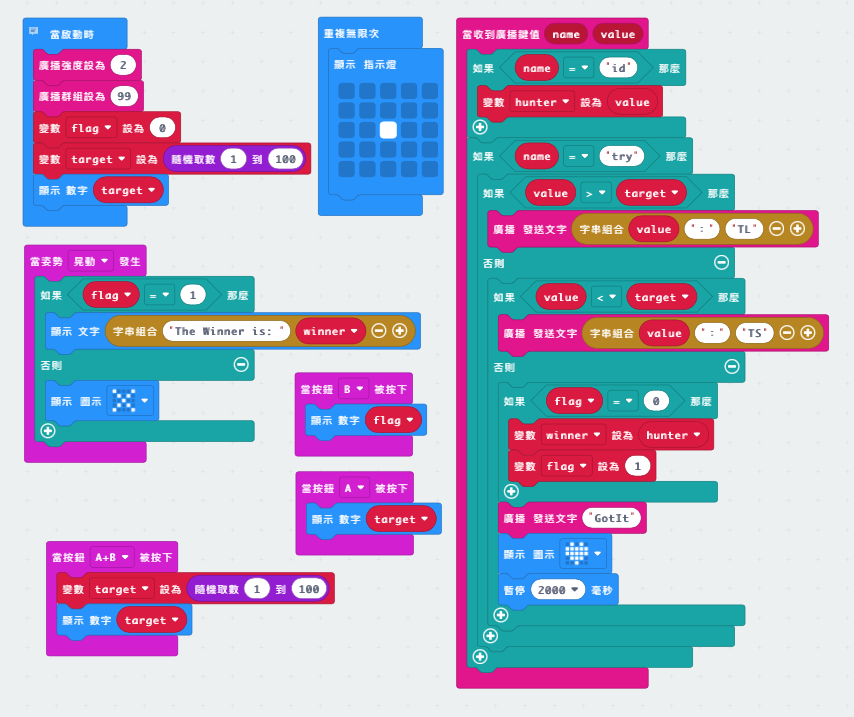 當啟動時
廣播強度設為 2
廣播群組設為 99
變數 flag 設為 0
變數 target 設為 隨機取數 1 到 100
顯示 數字 target
重複無限次
顯示 指示燈
當收到廣播鍵值 name value
如果 name = "id" 那麼
變數 hunter 設為 value
如果 name = "try" 那麼
如果 value > target 那麼
廣播 發送文字 字串組合 value ":" "TL"
否則
如果 value < target 那麼
廣播 發送文字 字串組合 value ":" "TS"
否則
如果 flag = 0 那麼
變數 winner 設為 hunter
變數 flag 設為 1
廣播 發送文字 "GotIt"
顯示 圖示
暫停 2000 毫秒
當姿勢 晃動 發生
如果 flag = 1 那麼
顯示 文字 字串組合 "The Winner is: " winner
否則
顯示 圖示
當按鈕 B 被按下
顯示 數字 flag
當按鈕 A 被按下
顯示 數字 target
當按鈕 A+B 被按下
變數 target 設為 隨機取數 1 到 100
顯示 數字 target